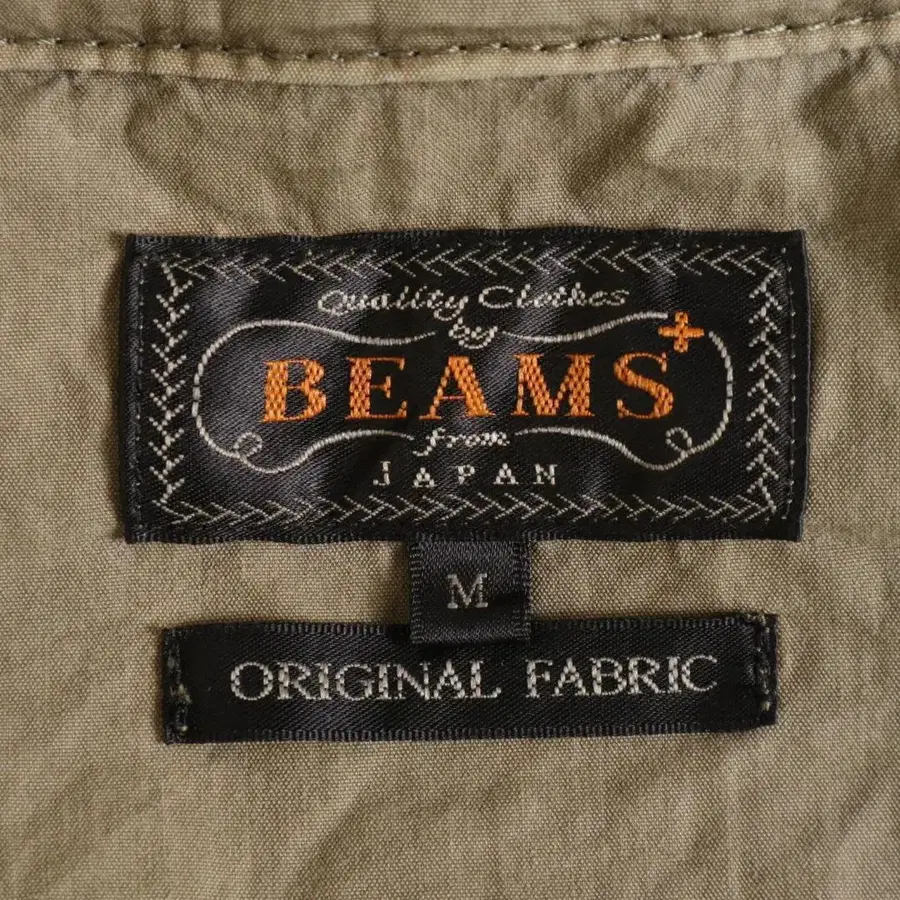 Quality Clothes
by
BEAMS+
from
JAPAN
M
ORIGINAL FABRIC